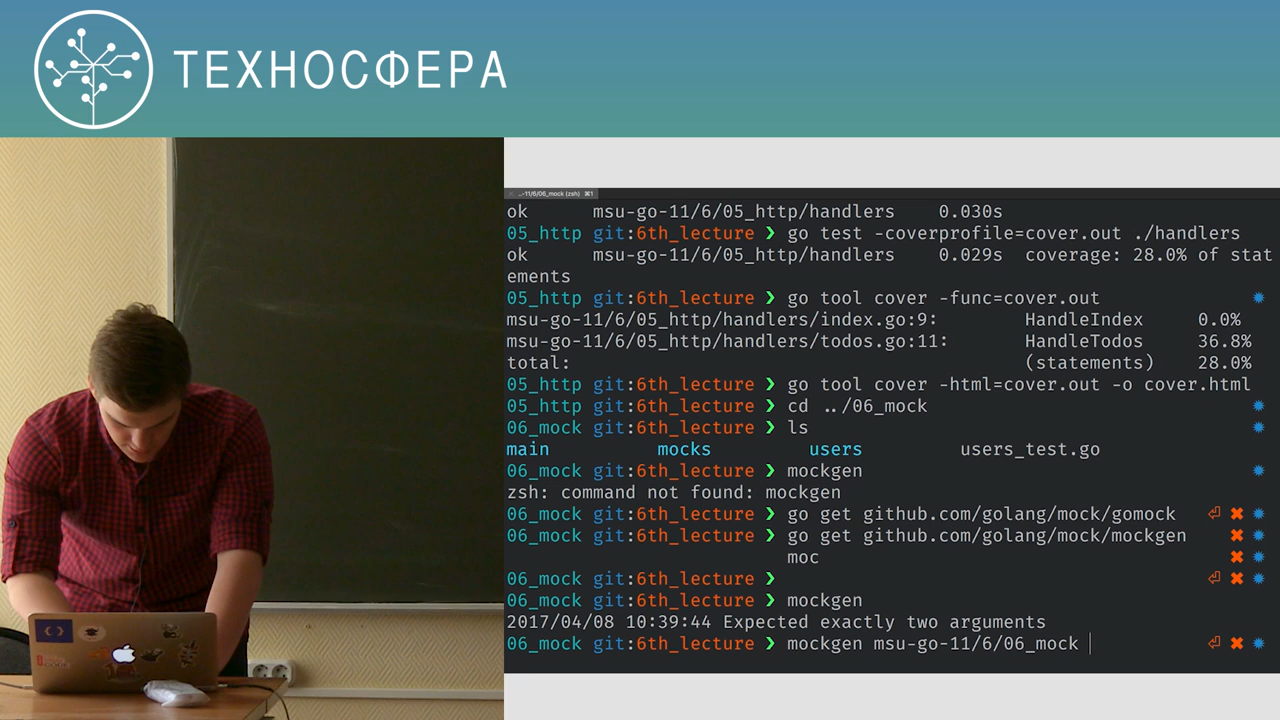 ТЕХНОСФЕРА
..-11/6/06_mock (zsh) ⌘1
ok msu-go-11/6/05_http/handlers 0.030s
05_http git:6th_lecture ❯ go test -coverprofile=cover.out ./handlers
ok msu-go-11/6/05_http/handlers 0.029s coverage: 28.0% of stat
ements
05_http git:6th_lecture ❯ go tool cover -func=cover.out
msu-go-11/6/05_http/handlers/index.go:9: HandleIndex 0.0%
msu-go-11/6/05_http/handlers/todos.go:11: HandleTodos 36.8%
total: (statements) 28.0%
05_http git:6th_lecture ❯ go tool cover -html=cover.out -o cover.html
05_http git:6th_lecture ❯ cd ../06_mock
06_mock git:6th_lecture ❯ ls
main mocks users users_test.go
06_mock git:6th_lecture ❯ mockgen
zsh: command not found: mockgen
06_mock git:6th_lecture ❯ go get github.com/golang/mock/gomock
06_mock git:6th_lecture ❯ go get github.com/golang/mock/mockgen
moc
06_mock git:6th_lecture ❯
06_mock git:6th_lecture ❯ mockgen
2017/04/08 10:39:44 Expected exactly two arguments
06_mock git:6th_lecture ❯ mockgen msu-go-11/6/06_mock